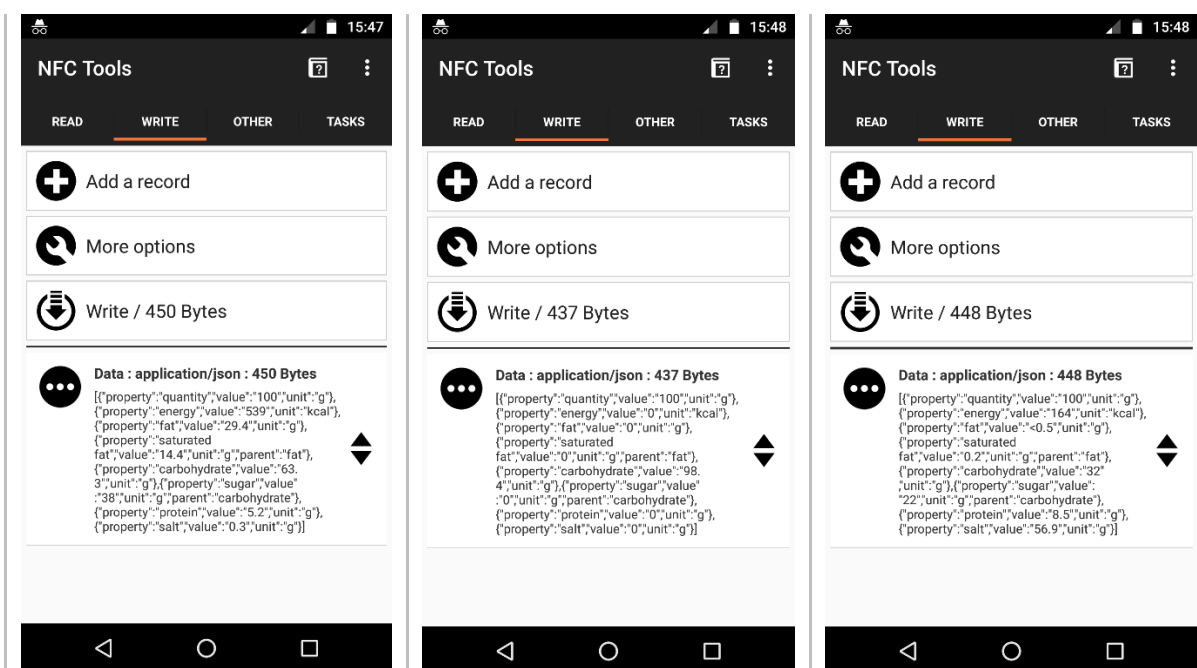 15:47
NFC Tools
READ WRITE OTHER TASKS
Add a record
More options
Write / 450 Bytes
Data : application/json : 450 Bytes
[{"property":"quantity","value":"100","unit":"g"},
{"property":"energy","value":"539","unit":"kcal"},
{"property":"fat","value":"29.4","unit":"g"},
{"property":"saturated
fat","value":"14.4","unit":"g","parent":"fat"},
{"property":"carbohydrate","value":"63.
3","unit":"g"},{"property":"sugar","value"
:"38","unit":"g","parent":"carbohydrate"},
{"property":"protein","value":"5.2","unit":"g"},
{"property":"salt","value":"0.3","unit":"g"}]
15:48
NFC Tools
READ WRITE OTHER TASKS
Add a record
More options
Write / 437 Bytes
Data : application/json : 437 Bytes
[{"property":"quantity","value":"100","unit":"g"},
{"property":"energy","value":"0","unit":"kcal"},
{"property":"fat","value":"0","unit":"g"},
{"property":"saturated
fat","value":"0","unit":"g","parent":"fat"},
{"property":"carbohydrate","value":"98.
4","unit":"g"},{"property":"sugar","value"
:"0","unit":"g","parent":"carbohydrate"},
{"property":"protein","value":"0","unit":"g"},
{"property":"salt","value":"0","unit":"g"}]
15:48
NFC Tools
READ WRITE OTHER TASKS
Add a record
More options
Write / 448 Bytes
Data : application/json : 448 Bytes
[{"property":"quantity","value":"100","unit":"g"},
{"property":"energy","value":"164","unit":"kcal"},
{"property":"fat","value":"<0.5","unit":"g"},
{"property":"saturated
fat","value":"0.2","unit":"g","parent":"fat"},
{"property":"carbohydrate","value":"32"
,"unit":"g"},{"property":"sugar","value":
"22","unit":"g","parent":"carbohydrate"},
{"property":"protein","value":"8.5","unit":"g"},
{"property":"salt","value":"56.9","unit":"g"}]